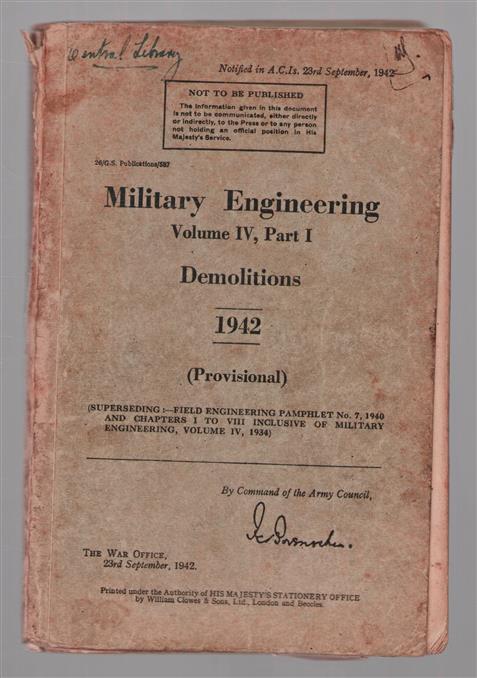 Central Library
Notified in A.C.Is. 23rd September, 1942
NOT TO BE PUBLISHED
The information given in this document
is not to be communicated, either directly
or indirectly, to the Press or to any person
not holding an official position in His
Majesty's Service.
26/G.S. Publications/587
Military Engineering
Volume IV, Part I
Demolitions
1942
(Provisional)
(SUPERSEDING :—FIELD ENGINEERING PAMPHLET No. 7, 1940
AND CHAPTERS I TO VIII INCLUSIVE OF MILITARY
ENGINEERING, VOLUME IV, 1934)
By Command of the Army Council,
THE WAR OFFICE,
23rd September, 1942.
Printed under the Authority of HIS MAJESTY'S STATIONERY OFFICE
by William Clowes & Sons, Ltd., London and Beccles.